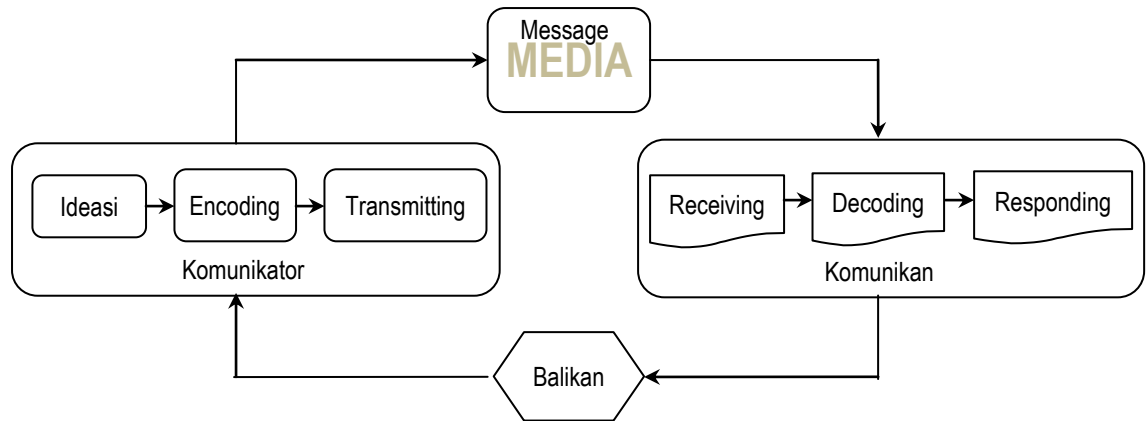 Message
MEDIA
Ideasi
Encoding
Transmitting
Komunikator
Receiving
Decoding
Responding
Komunikan
Balikan